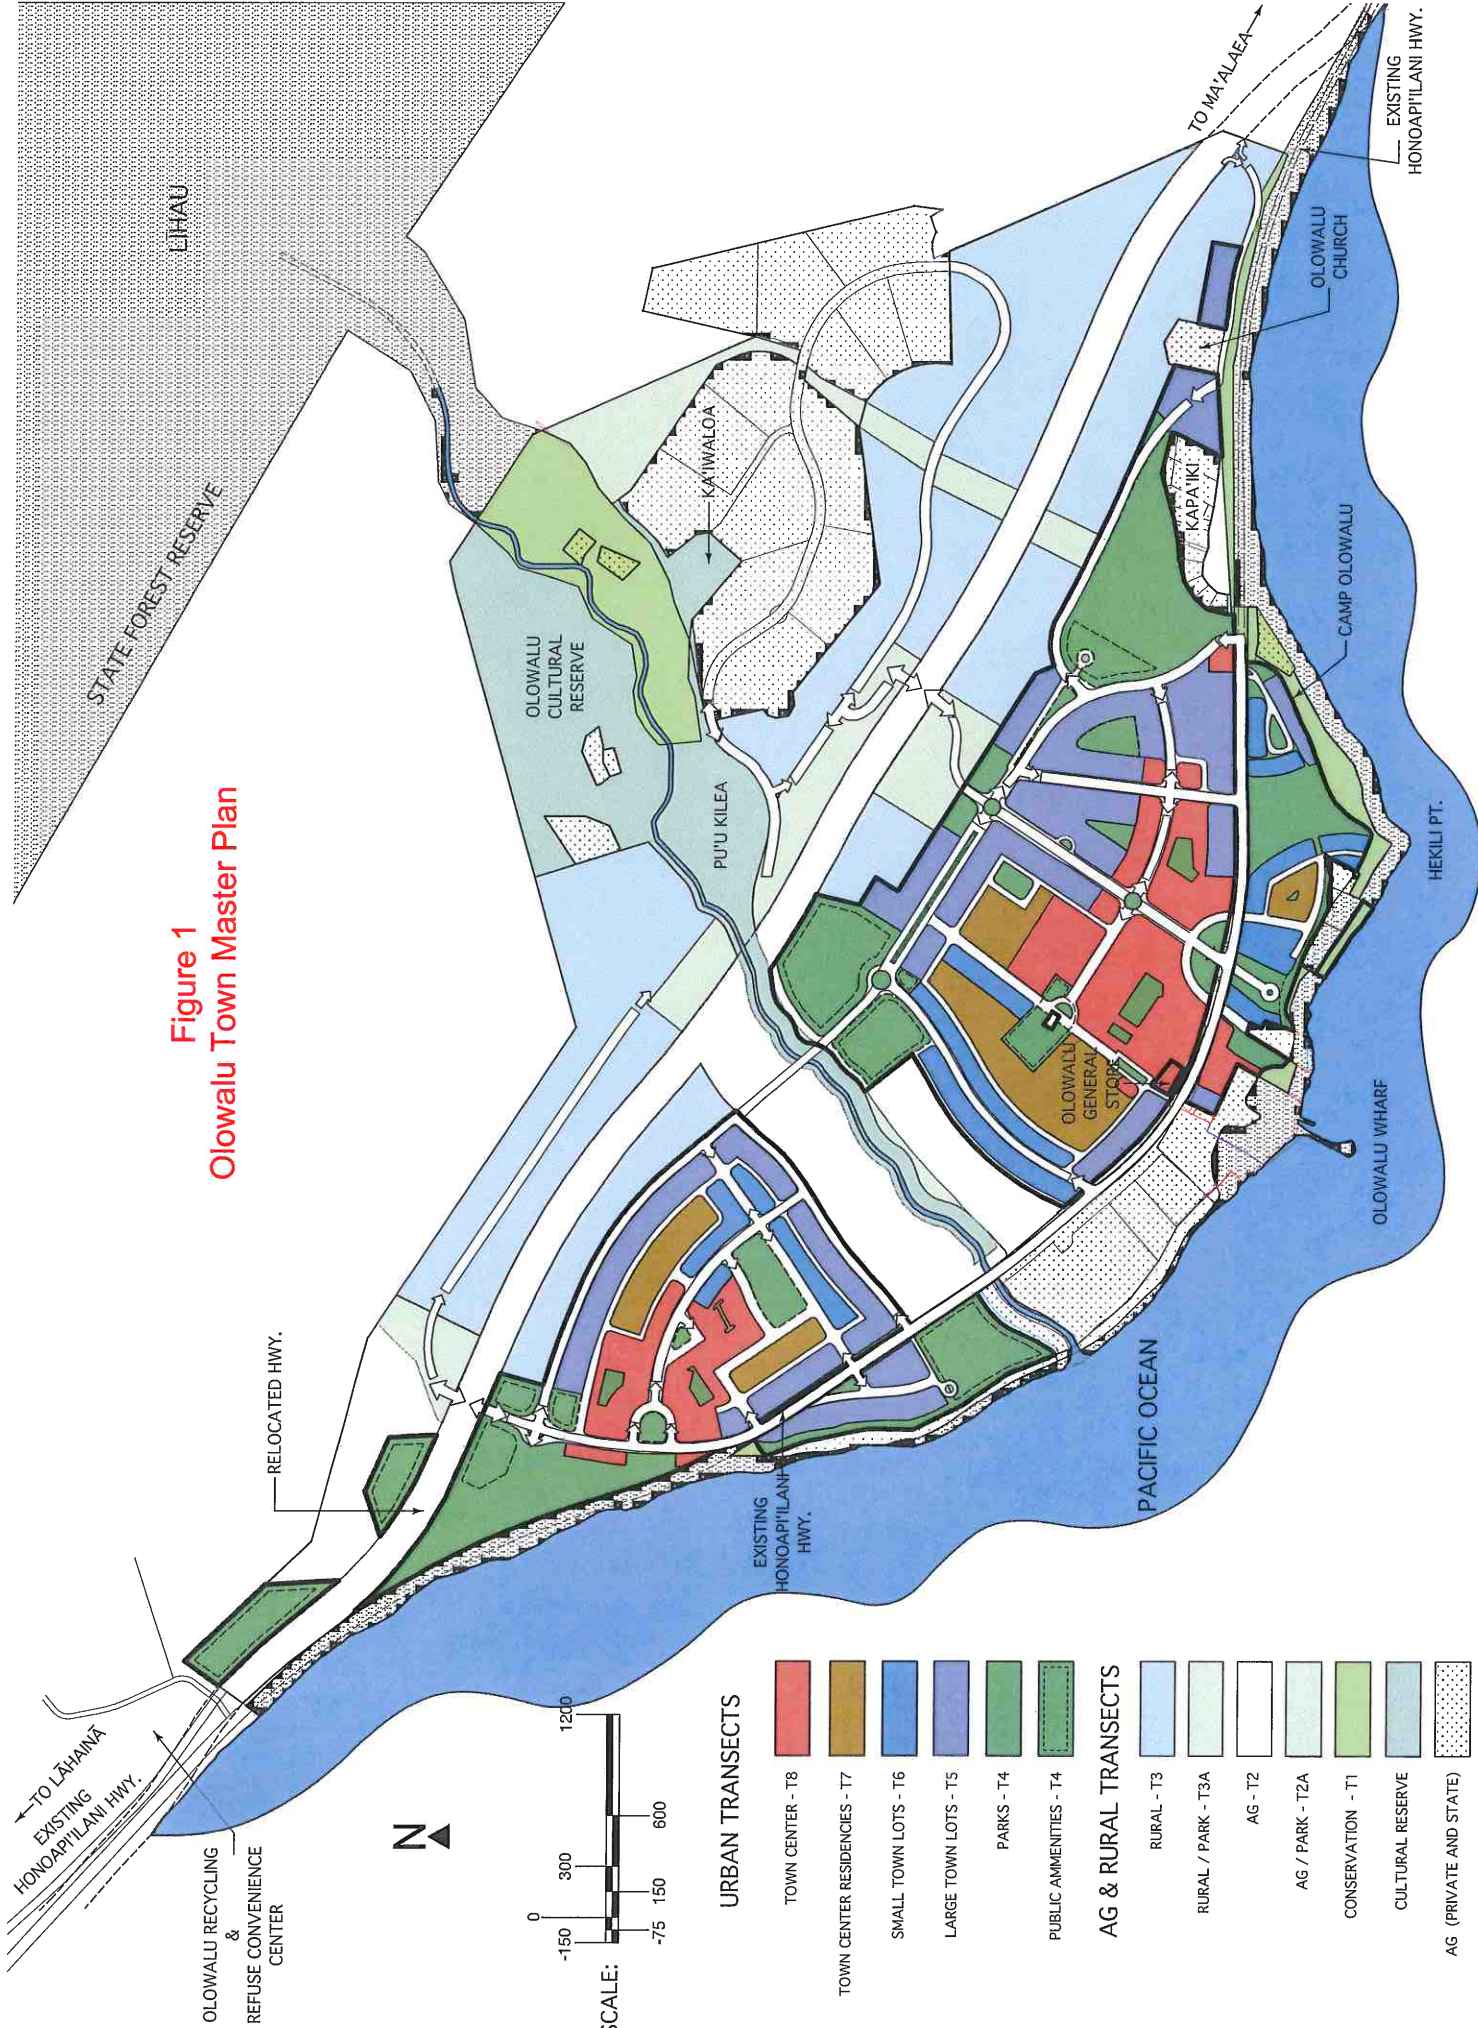 Figure 1
Olowalu Town Master Plan
LĪHAU
STATE FOREST RESERVE
TO MA'ALAEA
EXISTING
HONOAPI'ILANI HWY.
OLOWALU
CHURCH
KA'IWALOA
KAPA'IKI
CAMP OLOWALU
OLOWALU
CULTURAL
RESERVE
PU'U KILEA
HEKILI PT.
OLOWALU
GENERAL
STORE
OLOWALU WHARF
RELOCATED HWY.
PACIFIC OCEAN
EXISTING
HONOAPI'ILANI
HWY.
TO LĀHAINĀ
EXISTING
HONOAPI'ILANI HWY.
OLOWALU RECYCLING
&
REFUSE CONVENIENCE
CENTER
N
SCALE:
-150 0 300 1200
-75 150 600
URBAN TRANSECTS
TOWN CENTER - T8
TOWN CENTER RESIDENCIES - T7
SMALL TOWN LOTS - T6
LARGE TOWN LOTS - T5
PARKS - T4
PUBLIC AMMENITIES - T4
AG & RURAL TRANSECTS
RURAL - T3
RURAL / PARK - T3A
AG - T2
AG / PARK - T2A
CONSERVATION - T1
CULTURAL RESERVE
AG (PRIVATE AND STATE)